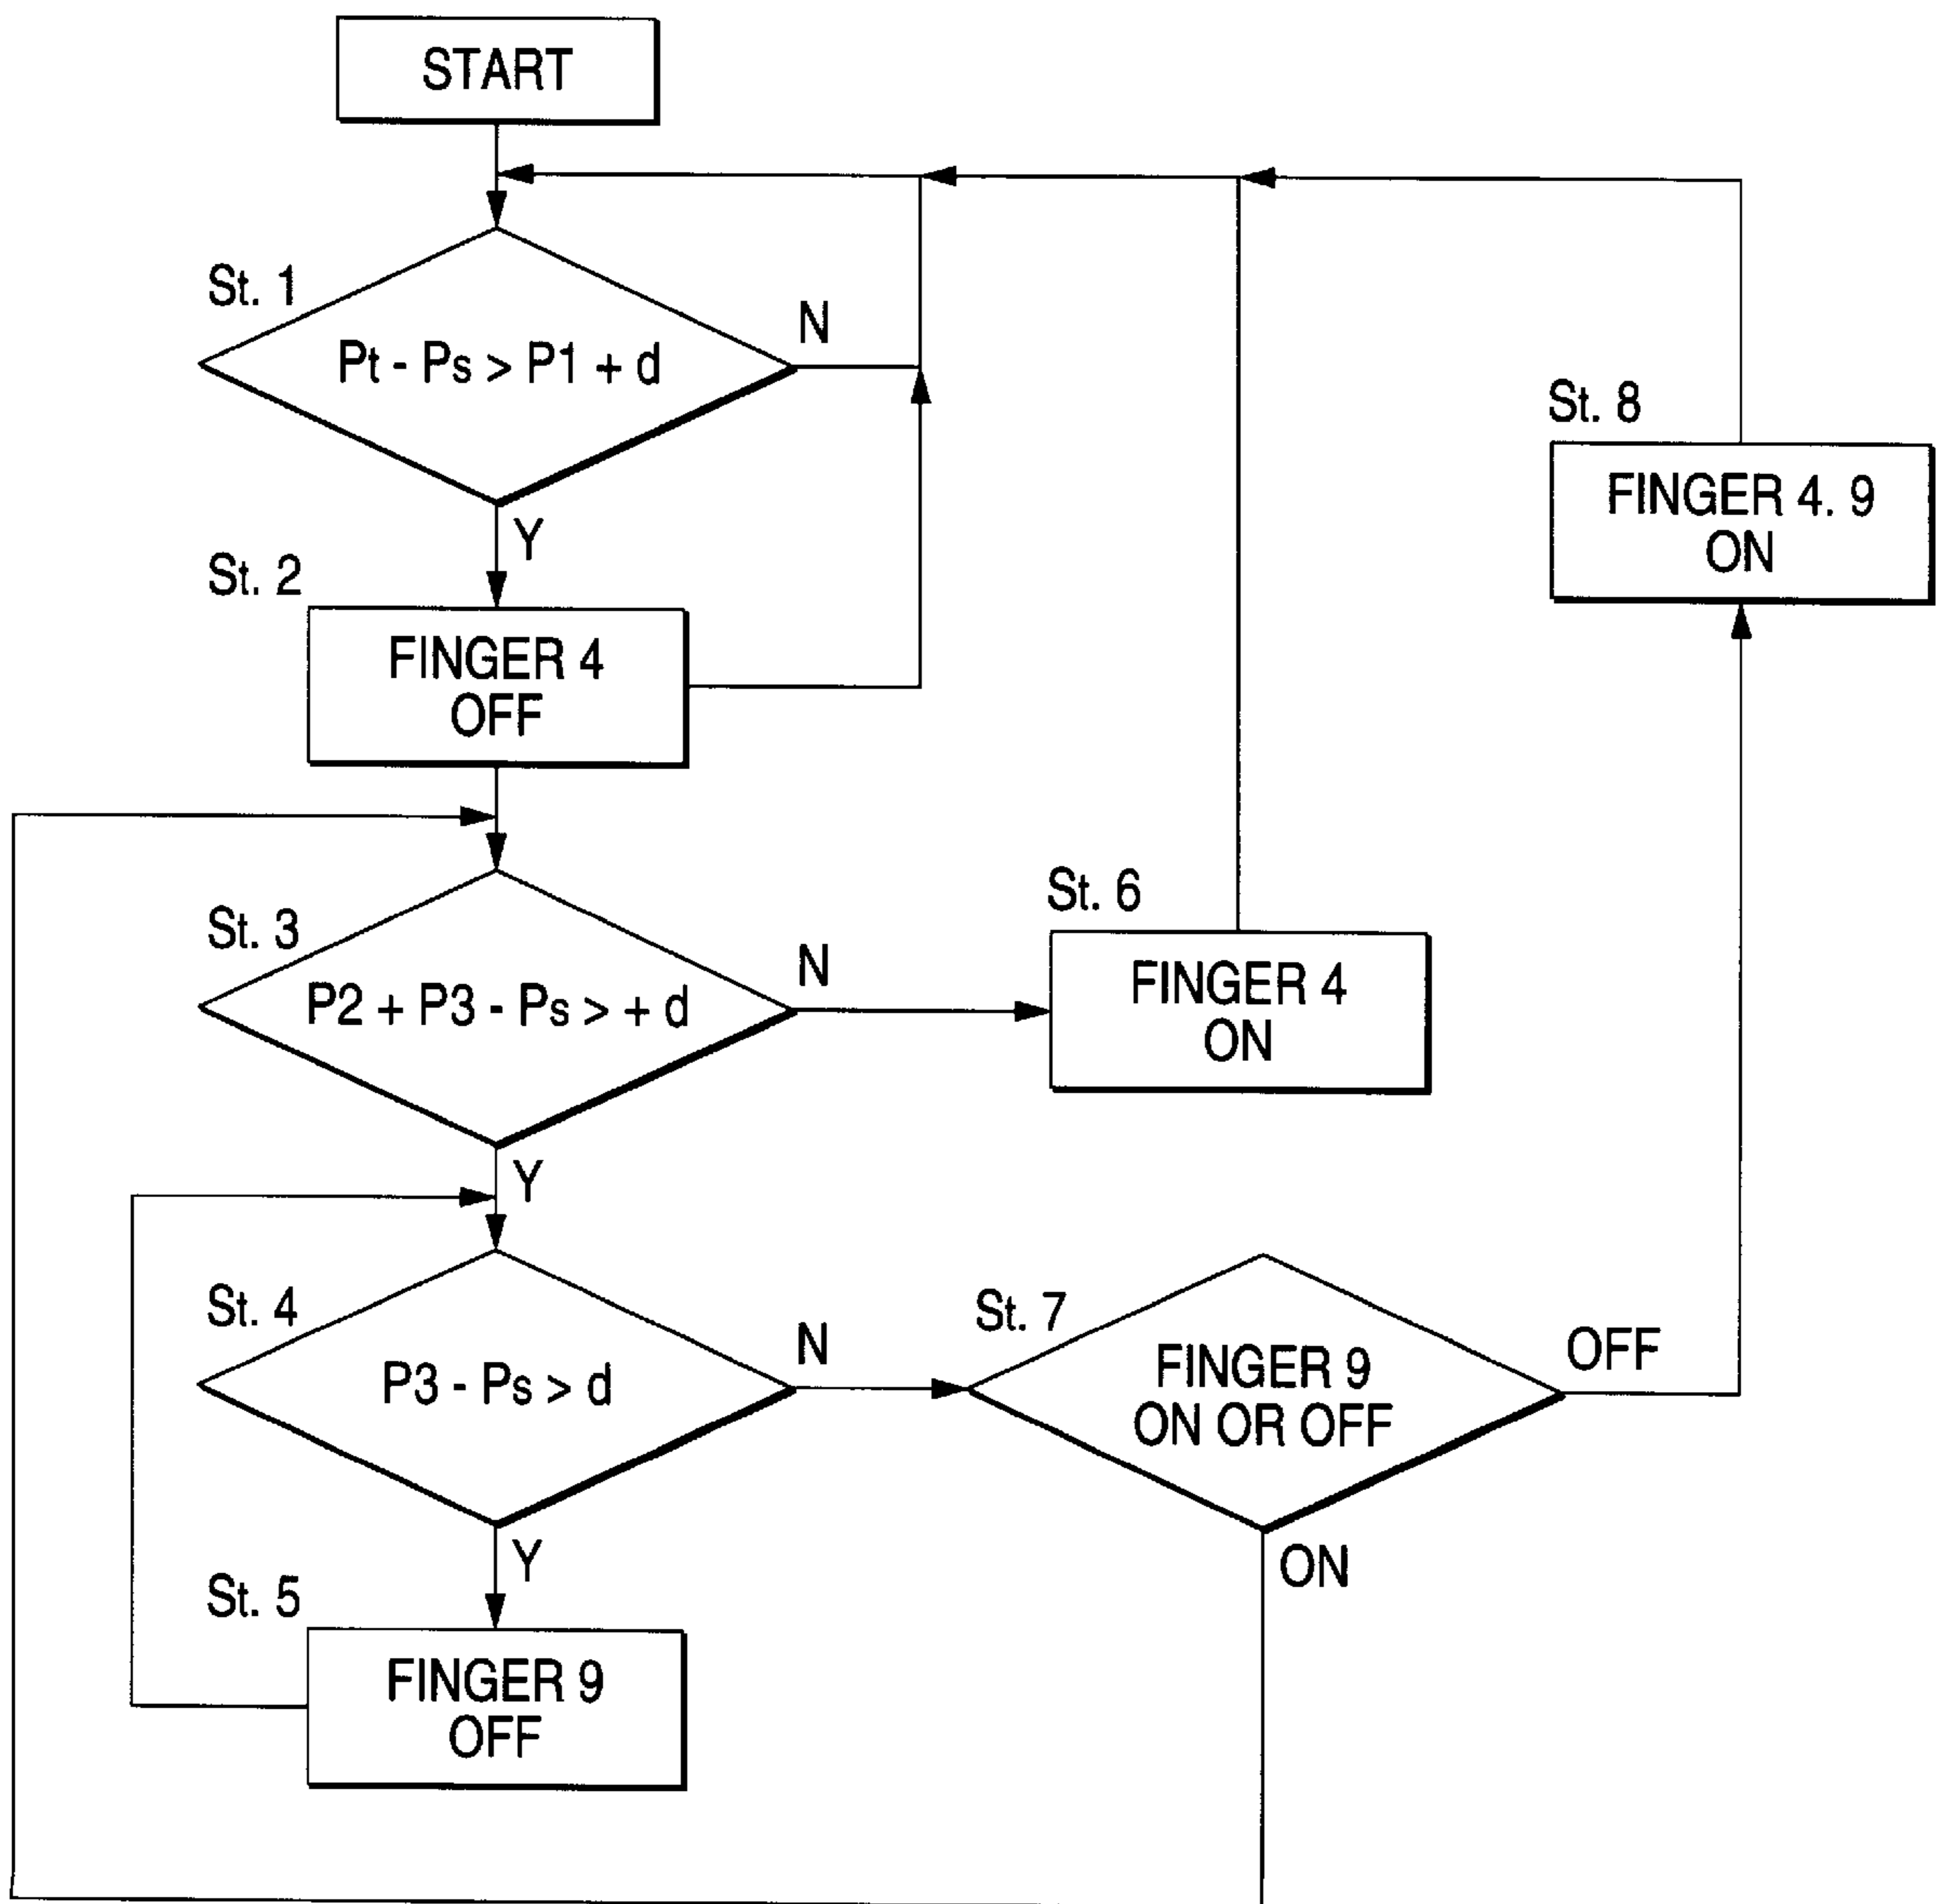 START
St. 1
Pt - Ps > P1 + d
N
Y
St. 2
FINGER 4
OFF
St. 8
FINGER 4. 9
ON
St. 3
P2 + P3 - Ps > + d
N
Y
St. 6
FINGER 4
ON
St. 4
P3 - Ps > d
N
Y
St. 7
FINGER 9
ON OR OFF
OFF
ON
St. 5
FINGER 9
OFF